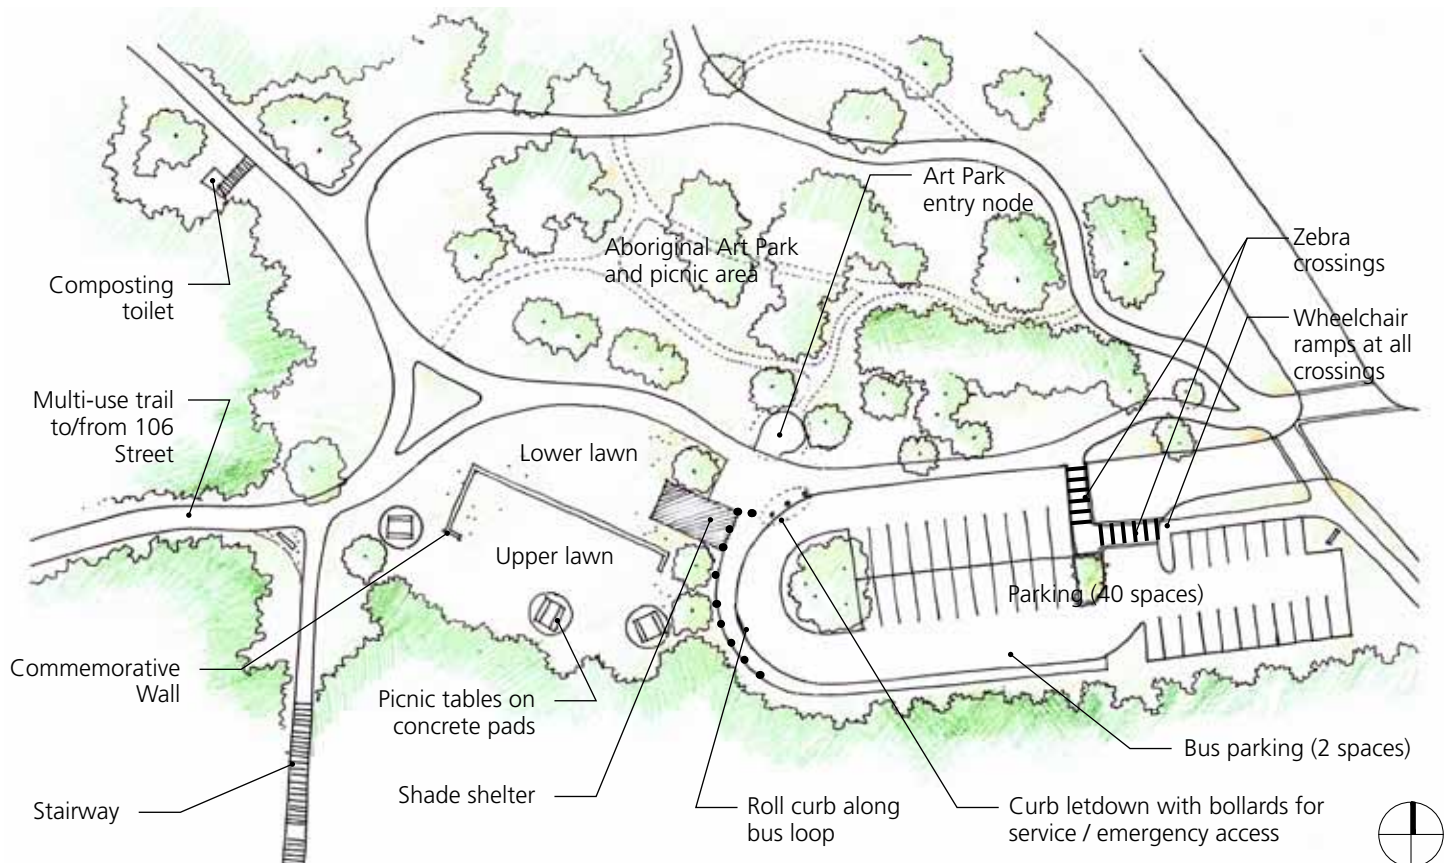 Art Park
entry node
Aboriginal Art Park
and picnic area
Zebra
crossings
Composting
toilet
Wheelchair
ramps at all
crossings
Multi-use trail
to/from 106
Street
Lower lawn
Upper lawn
Parking (40 spaces)
Commemorative
Wall
Picnic tables on
concrete pads
Bus parking (2 spaces)
Shade shelter
Stairway
Roll curb along
bus loop
Curb letdown with bollards for
service / emergency access